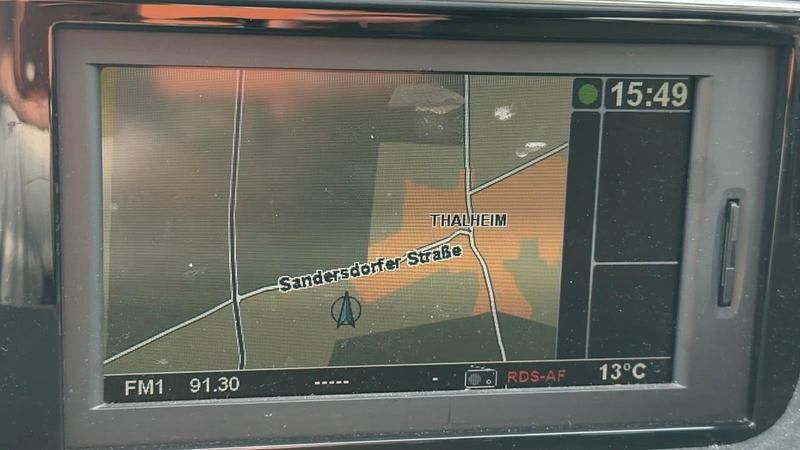 15:49
THALHEIM
Sandersdorfer Straße
FM1 91.30 ----- - RDS-AF 13°C